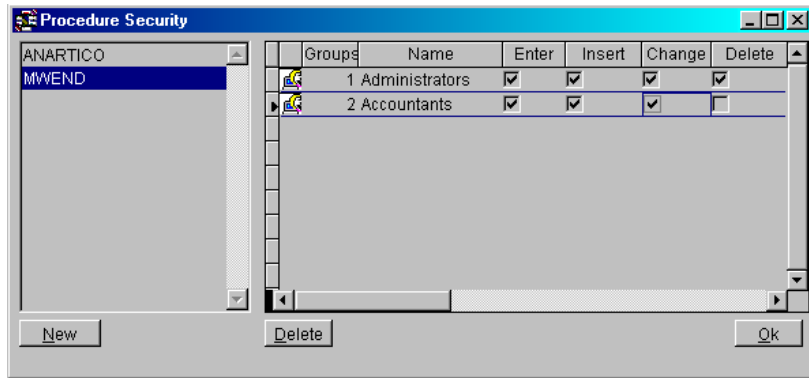 Procedure Security
ANARTICO
MWEND
Groups Name Enter Insert Change Delete
1 Administrators
2 Accountants
New Delete Ok